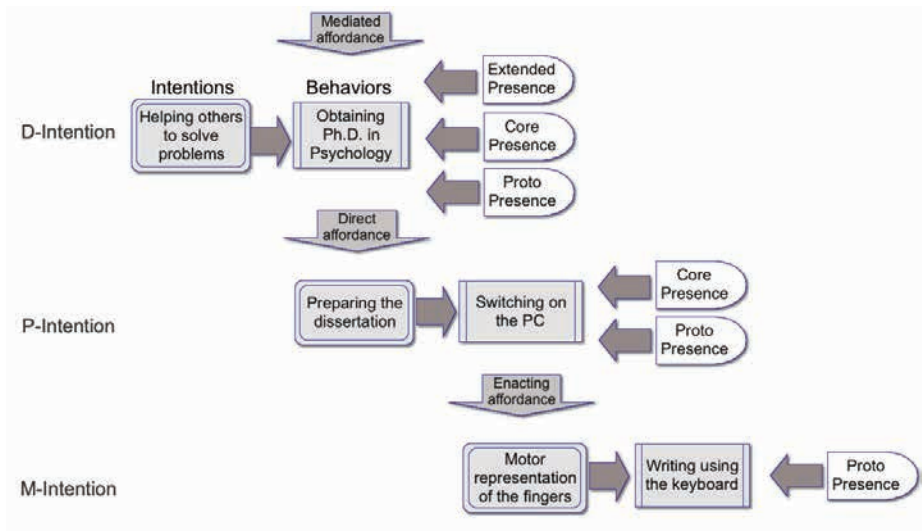 Mediated
affordance
Intentions
Behaviors
Extended
Presence
D-Intention
Helping others
to solve
problems
Obtaining
Ph.D. in
Psychology
Core
Presence
Proto
Presence
Direct
affordance
P-Intention
Preparing the
dissertation
Switching on
the PC
Core
Presence
Proto
Presence
Enacting
affordance
M-Intention
Motor
representation
of the fingers
Writing using
the keyboard
Proto
Presence